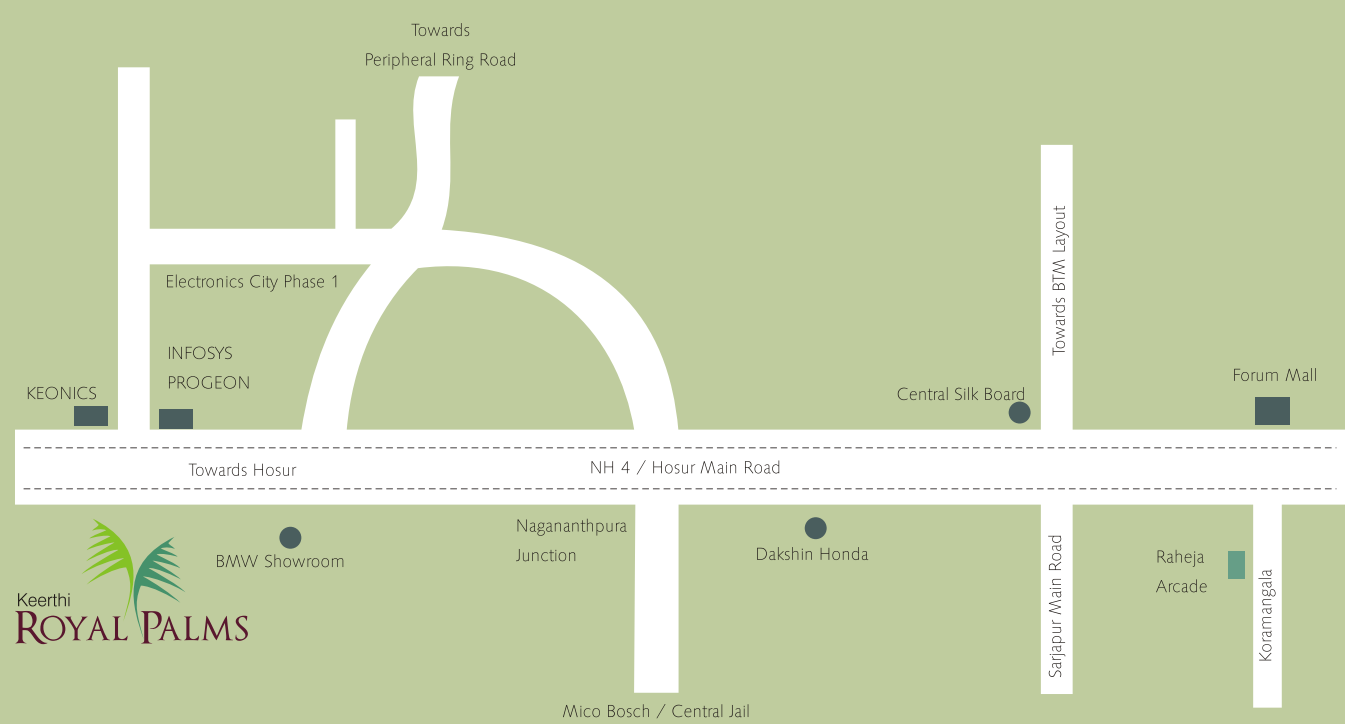 Towards
Peripheral Ring Road
Towards BTM Layout
Electronics City Phase 1
INFOSYS
PROGEON
KEONICS
Central Silk Board
Forum Mall
Towards Hosur
NH 4 / Hosur Main Road
Nagananthpura
Junction
BMW Showroom
Dakshin Honda
Sarjapur Main Road
Raheja
Arcade
Koramangala
Keerthi
ROYAL PALMS
Mico Bosch / Central Jail